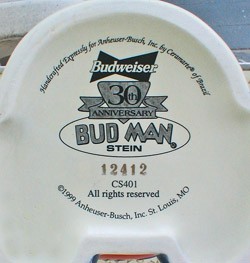 Handcrafted Expressly for Anheuser-Busch, Inc. by Ceramarte® of Brazil
Budweiser
30th
ANNIVERSARY
BUD MAN®
STEIN
12412
CS401
All rights reserved
©1999 Anheuser-Busch, Inc. St. Louis, MO